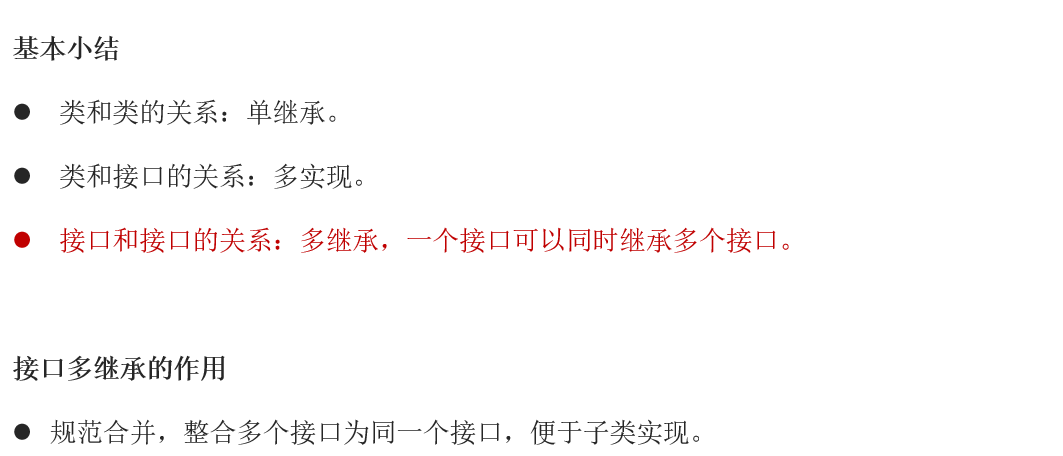 基本小结
● 类和类的关系：单继承。
● 类和接口的关系：多实现。
● 接口和接口的关系：多继承，一个接口可以同时继承多个接口。
接口多继承的作用
● 规范合并，整合多个接口为同一个接口，便于子类实现。